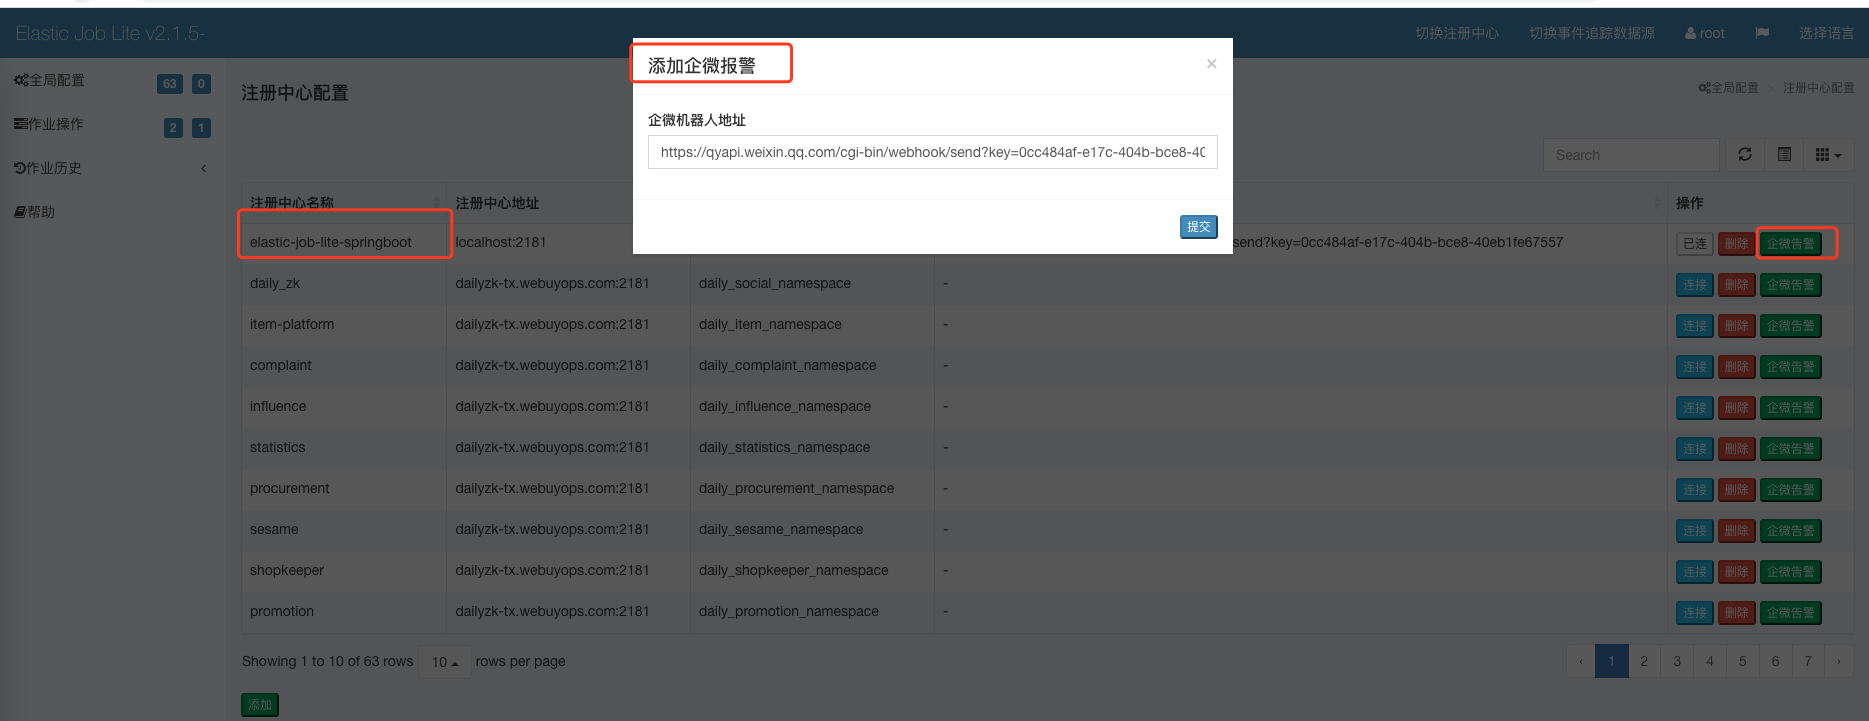 Elastic Job Lite v2.1.5-
切换注册中心 切换事件追踪数据源 root 选择语言
全局配置 63 0
作业操作 2 1
作业历史
帮助
注册中心配置
全局配置 > 注册中心配置
添加企微报警 ×
企微机器人地址
https://qyapi.weixin.qq.com/cgi-bin/webhook/send?key=0cc484af-e17c-404b-bce8-40
提交
Search
注册中心名称 注册中心地址 操作
elastic-job-lite-springboot localhost:2181 send?key=0cc484af-e17c-404b-bce8-40eb1fe67557 已连 删除 企微告警
daily_zk dailyzk-tx.webuyops.com:2181 daily_social_namespace - 连接 删除 企微告警
item-platform dailyzk-tx.webuyops.com:2181 daily_item_namespace - 连接 删除 企微告警
complaint dailyzk-tx.webuyops.com:2181 daily_complaint_namespace - 连接 删除 企微告警
influence dailyzk-tx.webuyops.com:2181 daily_influence_namespace - 连接 删除 企微告警
statistics dailyzk-tx.webuyops.com:2181 daily_statistics_namespace - 连接 删除 企微告警
procurement dailyzk-tx.webuyops.com:2181 daily_procurement_namespace - 连接 删除 企微告警
sesame dailyzk-tx.webuyops.com:2181 daily_sesame_namespace - 连接 删除 企微告警
shopkeeper dailyzk-tx.webuyops.com:2181 daily_shopkeeper_namespace - 连接 删除 企微告警
promotion dailyzk-tx.webuyops.com:2181 daily_promotion_namespace - 连接 删除 企微告警
Showing 1 to 10 of 63 rows 10 rows per page
‹ 1 2 3 4 5 6 7 ›
添加